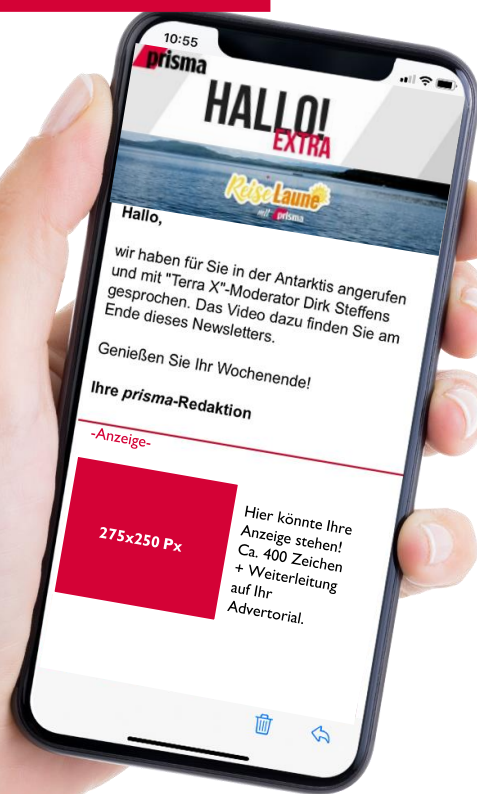 10:55
prisma
HALLO!
EXTRA
Reise Laune
mit prisma
Hallo,
wir haben für Sie in der Antarktis angerufen
und mit "Terra X"-Moderator Dirk Steffens
gesprochen. Das Video dazu finden Sie am
Ende dieses Newsletters.
Genießen Sie Ihr Wochenende!
Ihre prisma-Redaktion
-Anzeige-
275x250 Px
Hier könnte Ihre
Anzeige stehen!
Ca. 400 Zeichen
+ Weiterleitung
auf Ihr
Advertorial.